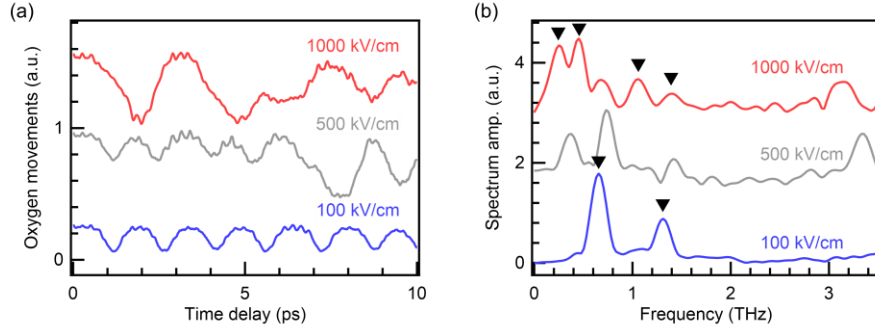 (a)
1000 kV/cm
500 kV/cm
100 kV/cm
Oxygen movements (a.u.)
1
0
0
5
10
Time delay (ps)
(b)
1000 kV/cm
500 kV/cm
100 kV/cm
Spectrum amp. (a.u.)
4
2
0
0
1
2
3
Frequency (THz)